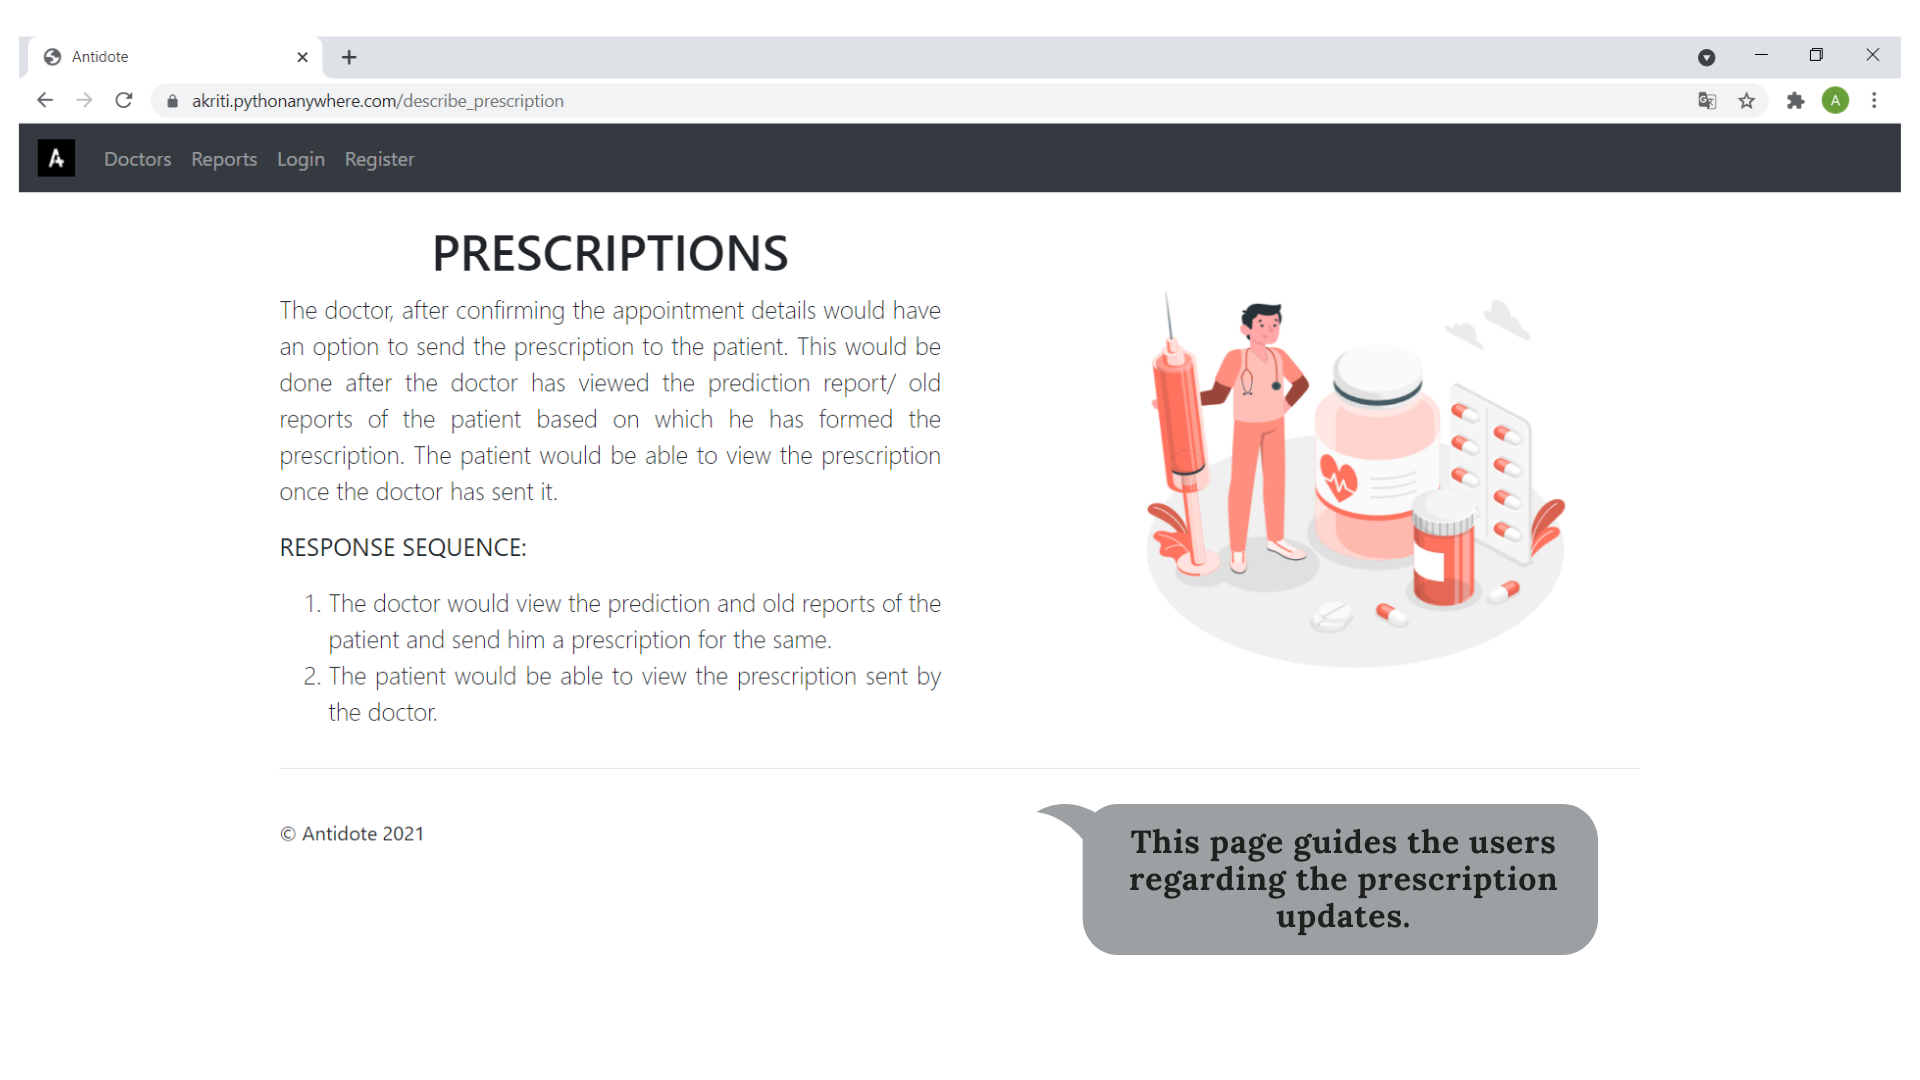 Antidote
akriti.pythonanywhere.com/describe_prescription
A
A
Doctors Reports Login Register
PRESCRIPTIONS
The doctor, after confirming the appointment details would have
an option to send the prescription to the patient. This would be
done after the doctor has viewed the prediction report/ old
reports of the patient based on which he has formed the
prescription. The patient would be able to view the prescription
once the doctor has sent it.
RESPONSE SEQUENCE:
1. The doctor would view the prediction and old reports of the
patient and send him a prescription for the same.
2. The patient would be able to view the prescription sent by
the doctor.
© Antidote 2021
This page guides the users
regarding the prescription
updates.